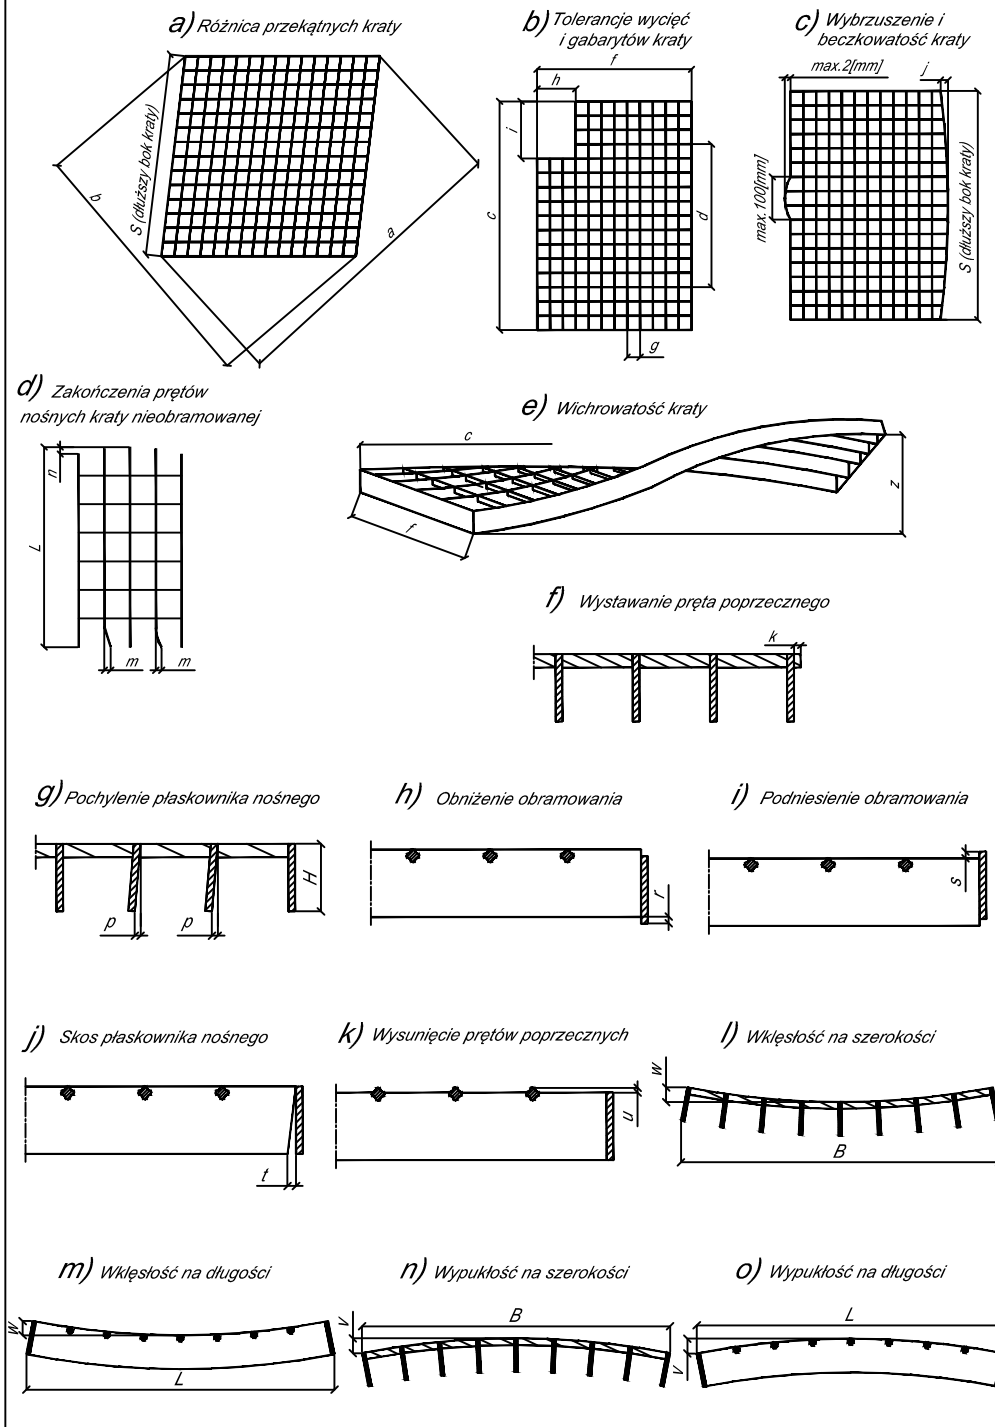 a) Różnica przekątnych kraty
b) Tolerancje wycięć
i gabarytów kraty
c) Wybrzuszenie i
beczkowatość kraty
S (dłuższy bok kraty)
b
a
f
h
i
c
d
g
max.2[mm]
j
max.100[mm]
S (dłuższy bok kraty)
d) Zakończenia prętów
nośnych kraty nieobramowanej
n
L
m
m
e) Wichrowatość kraty
c
f
z
f) Wystawanie pręta poprzecznego
k
g) Pochylenie płaskownika nośnego
p
p
H
h) Obniżenie obramowania
r
i) Podniesienie obramowania
s
j) Skos płaskownika nośnego
t
k) Wysunięcie prętów poprzecznych
u
l) Wklęsłość na szerokości
w
B
m) Wklęsłość na długości
w
L
n) Wypukłość na szerokości
v
B
o) Wypukłość na długości
v
L